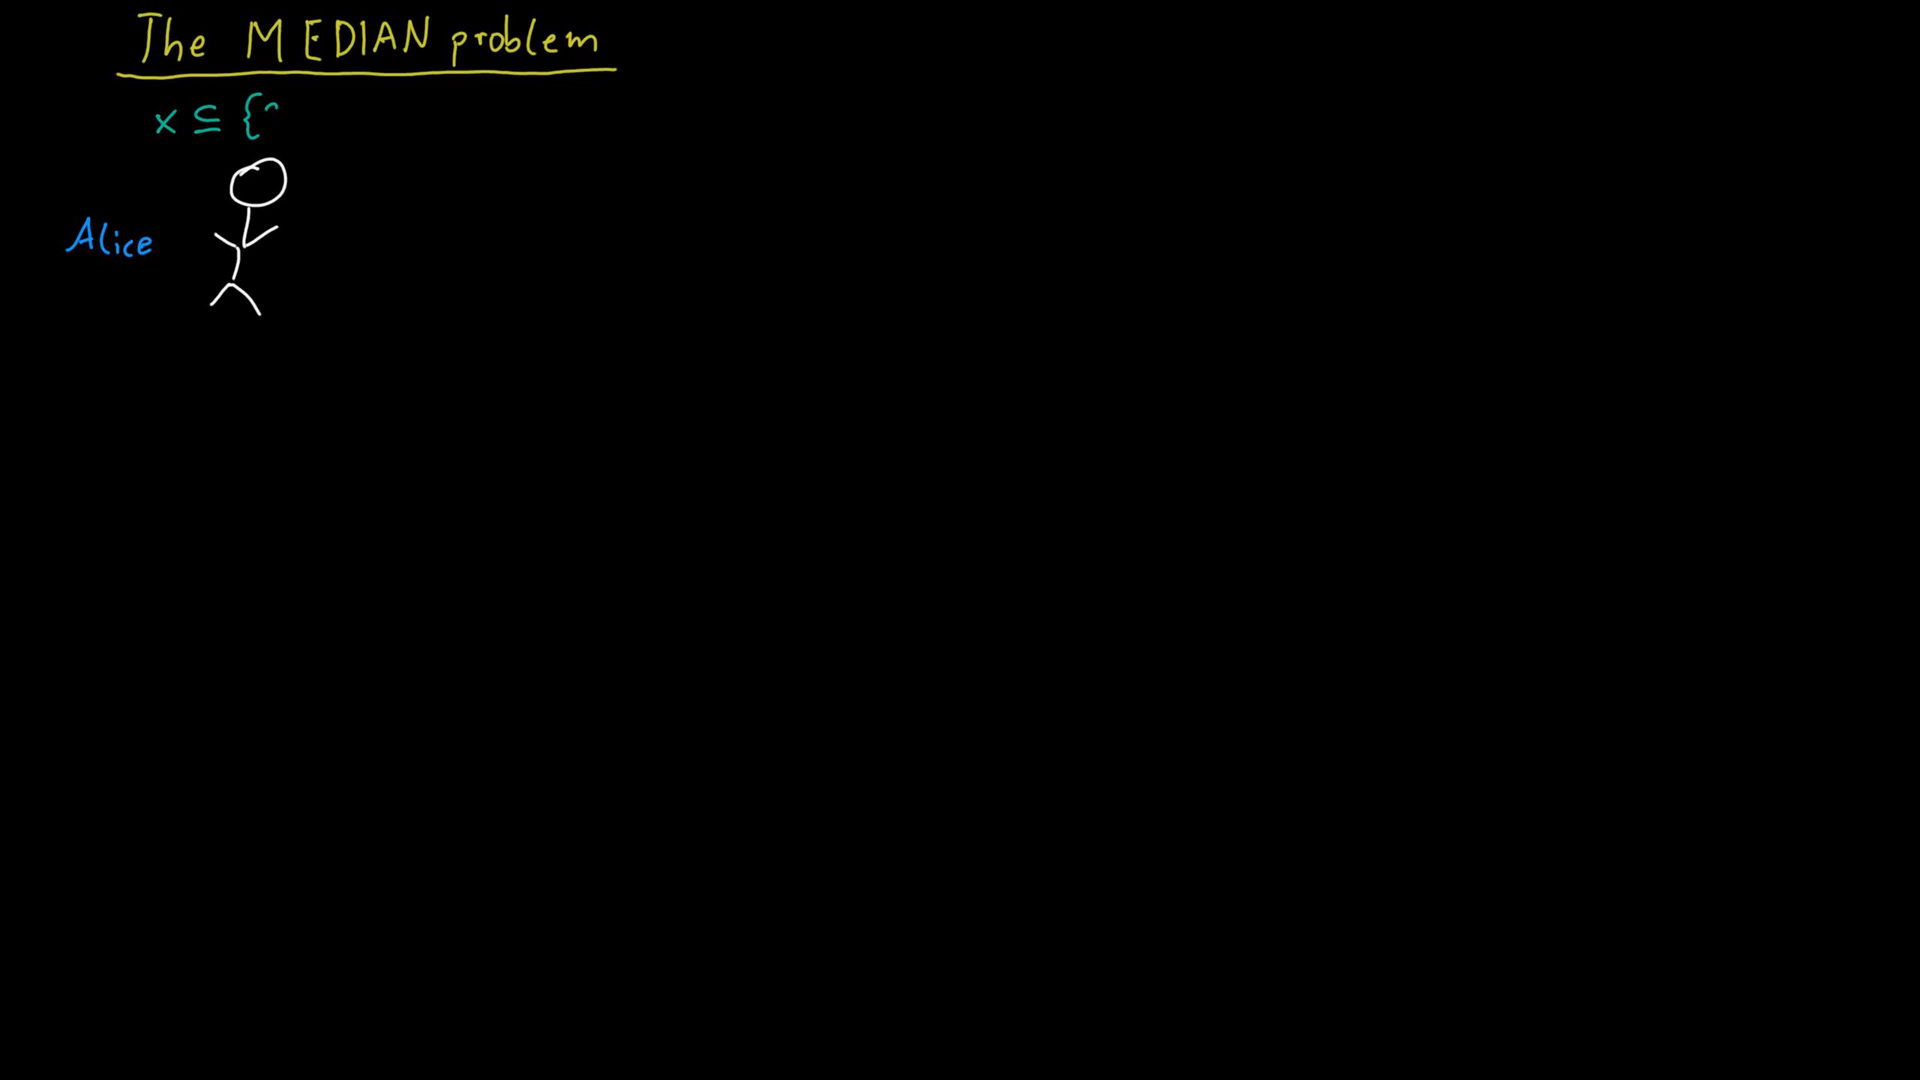 The MEDIAN problem
x ⊆ {
Alice